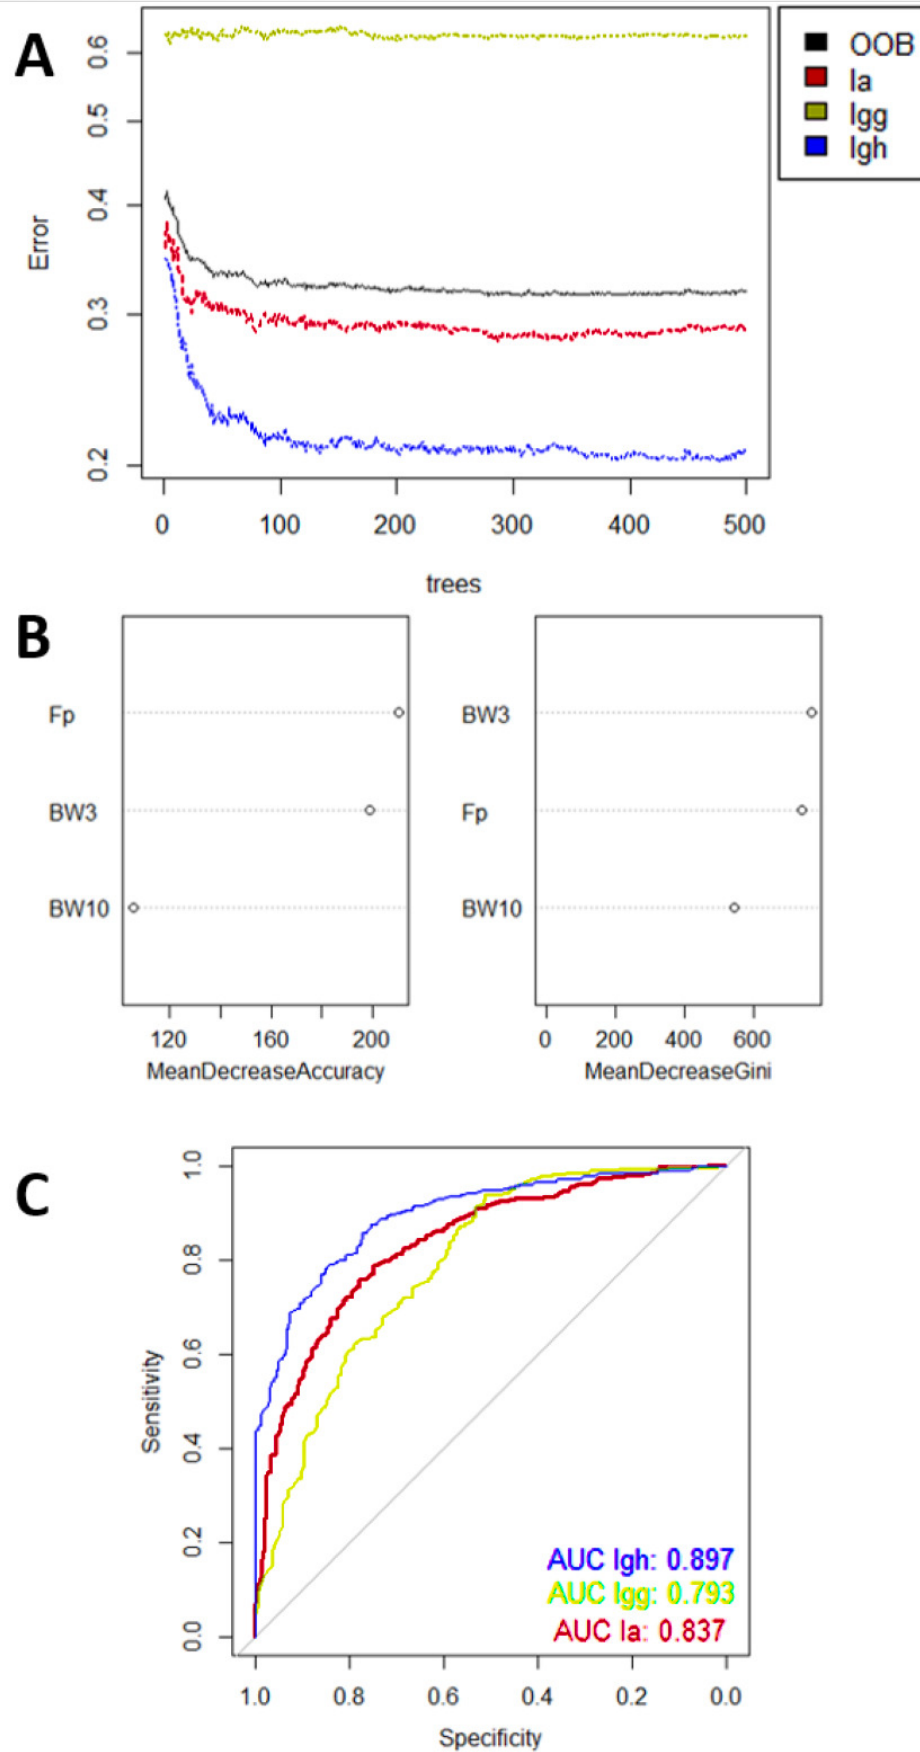 A
OOB
Ia
Igg
Igh
Error
0.6
0.5
0.4
0.3
0.2
0 100 200 300 400 500
trees
B
Fp
BW3
BW10
120 160 200
MeanDecreaseAccuracy
BW3
Fp
BW10
0 200 400 600
MeanDecreaseGini
C
Sensitivity
1.0
0.8
0.6
0.4
0.2
0.0
AUC Igh: 0.897
AUC Igg: 0.793
AUC Ia: 0.837
1.0 0.8 0.6 0.4 0.2 0.0
Specificity